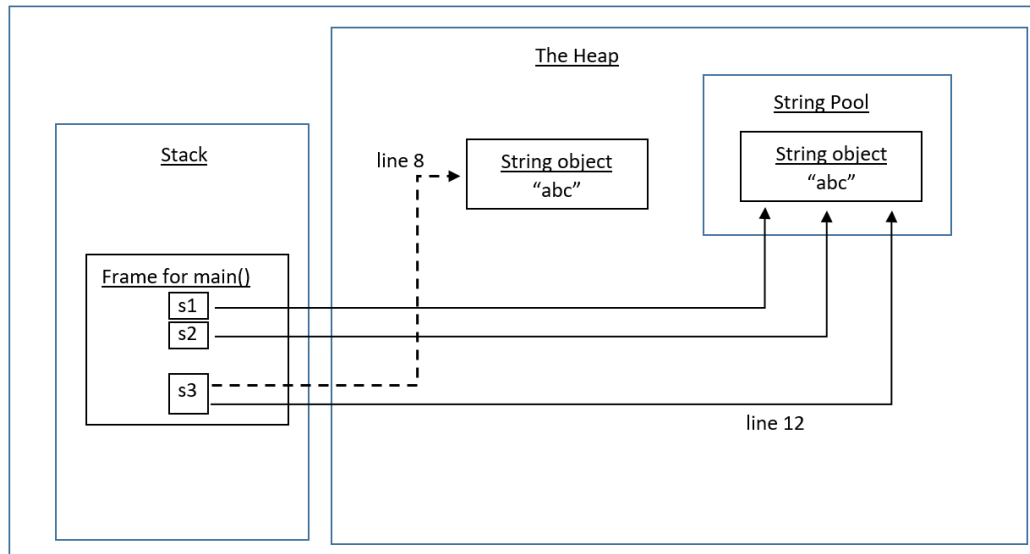 The Heap
String Pool
Stack
line 8
String object
“abc”
String object
“abc”
Frame for main()
s1
s2
s3
line 12